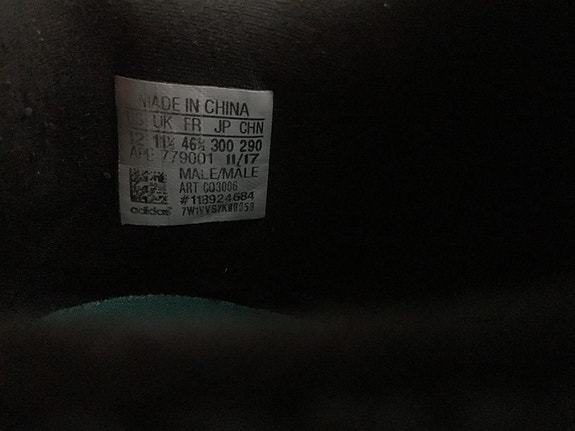 MADE IN CHINA
US UK FR JP CHN
12 11½ 46⅔ 300 290
APE 779001 11/17
MALE/MALE
ART CQ3006
#118924684
adidas